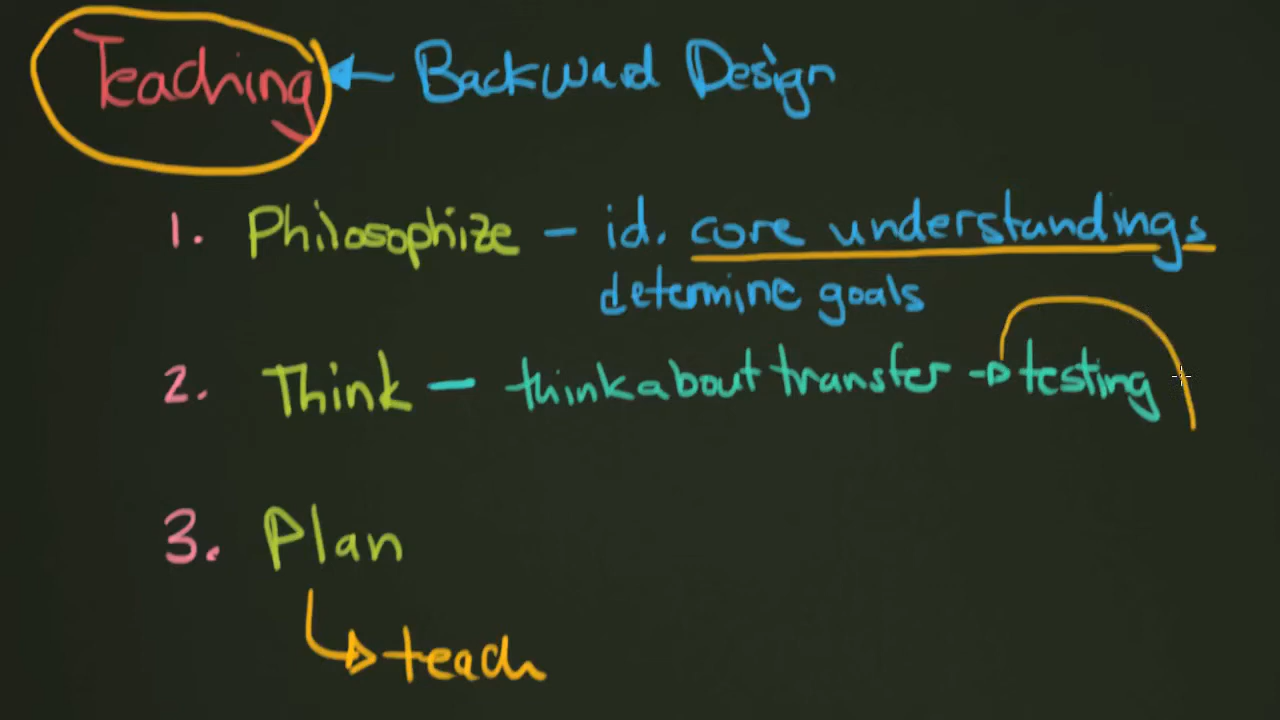 Teaching ← Backward Design
1. Philosophize – id. core understandings
determine goals
2. Think – think about transfer → testing
3. Plan
→ teach